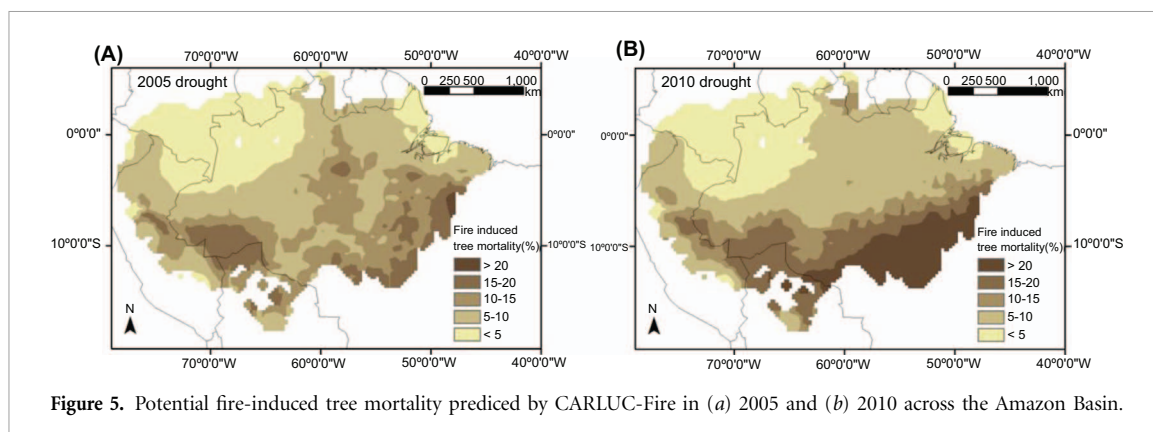 (A)
70º0'0"W 60º0'0"W 50º0'0"W 40º0'0"W
2005 drought
0 250500 1,000
km
0º0'0" 0º0'0"
10º0'0"S 10º0'0"S
Fire induced
tree mortality(%)
> 20
15-20
10-15
5-10
< 5
N
70º0'0"W 60º0'0"W 50º0'0"W 40º0'0"W
(B)
70º0'0"W 60º0'0"W 50º0'0"W 40º0'0"W
2010 drought
0 250500 1,000
km
0º0'0" 0º0'0"
10º0'0"S 10º0'0"S
Fire induced
tree mortality(%)
> 20
15-20
10-15
5-10
< 5
N
70º0'0"W 60º0'0"W 50º0'0"W 40º0'0"W
Figure 5. Potential fire-induced tree mortality prediced by CARLUC-Fire in (a) 2005 and (b) 2010 across the Amazon Basin.